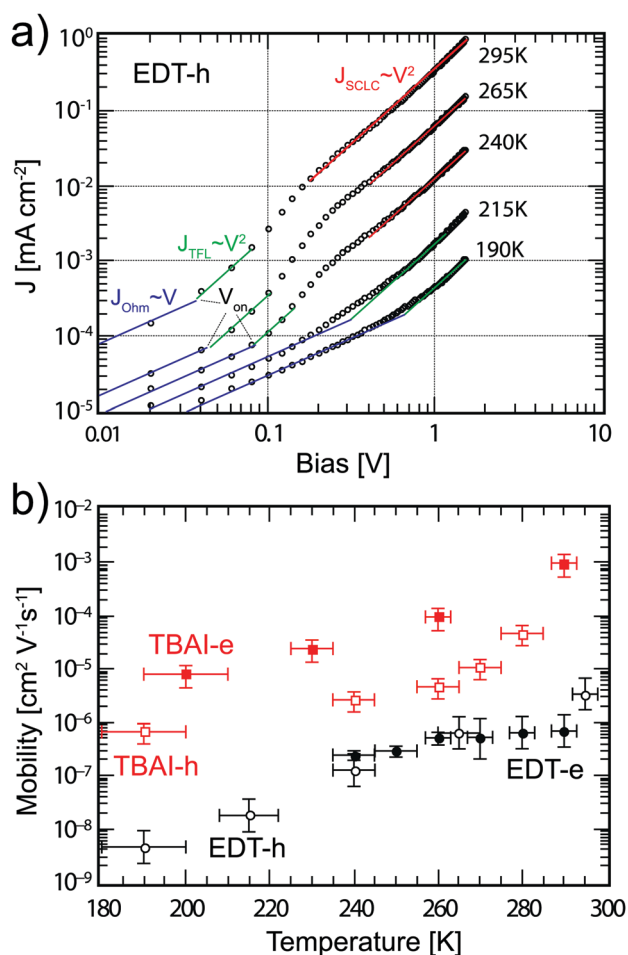 a)
EDT-h
J_SCLC~V²
295K
265K
240K
215K
190K
J_TFL~V²
J_Ohm~V
V_on
10⁰
10⁻¹
10⁻²
10⁻³
10⁻⁴
10⁻⁵
J [mA cm⁻²]
0.01
0.1
1
10
Bias [V]
b)
10⁻²
10⁻³
10⁻⁴
10⁻⁵
10⁻⁶
10⁻⁷
10⁻⁸
10⁻⁹
Mobility [cm² V⁻¹s⁻¹]
TBAI-e
TBAI-h
EDT-h
EDT-e
180
200
220
240
260
280
300
Temperature [K]